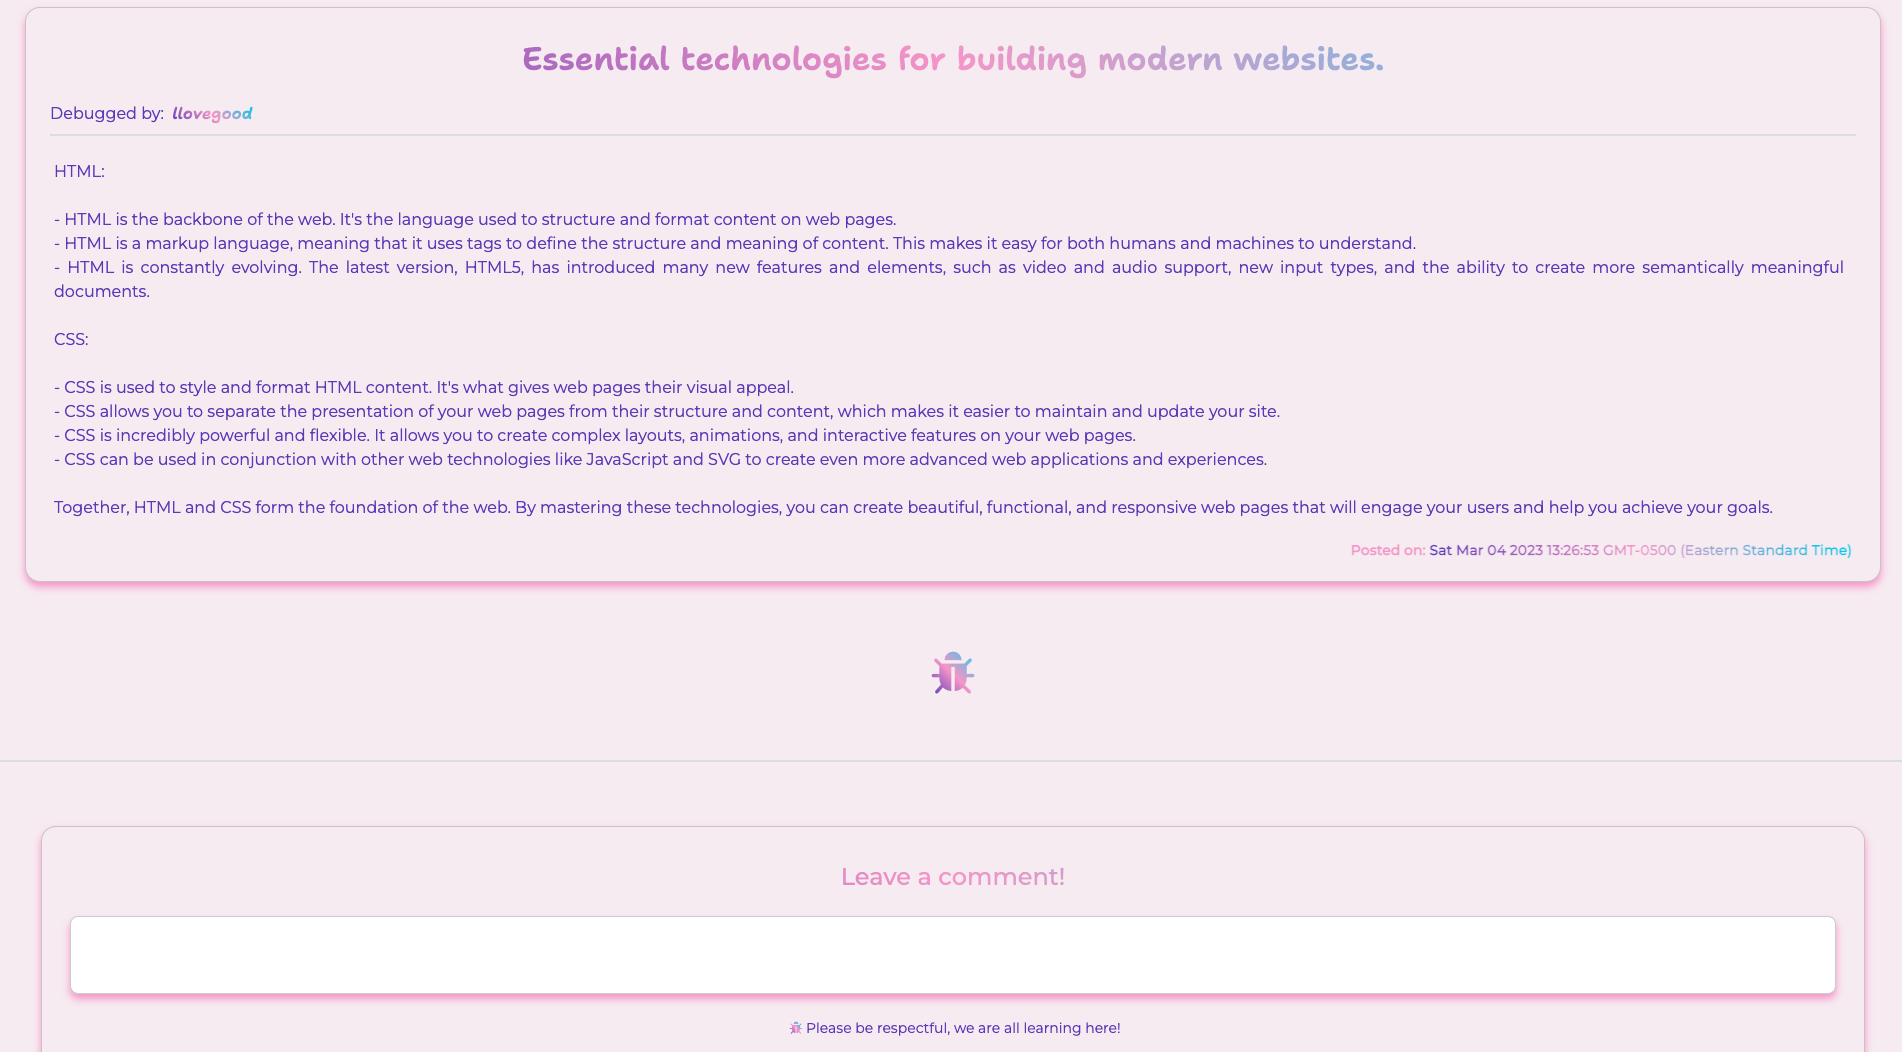 Essential technologies for building modern websites.
Debugged by: llovegood
HTML:
- HTML is the backbone of the web. It's the language used to structure and format content on web pages.
- HTML is a markup language, meaning that it uses tags to define the structure and meaning of content. This makes it easy for both humans and machines to understand.
- HTML is constantly evolving. The latest version, HTML5, has introduced many new features and elements, such as video and audio support, new input types, and the ability to create more semantically meaningful
documents.
CSS:
- CSS is used to style and format HTML content. It's what gives web pages their visual appeal.
- CSS allows you to separate the presentation of your web pages from their structure and content, which makes it easier to maintain and update your site.
- CSS is incredibly powerful and flexible. It allows you to create complex layouts, animations, and interactive features on your web pages.
- CSS can be used in conjunction with other web technologies like JavaScript and SVG to create even more advanced web applications and experiences.
Together, HTML and CSS form the foundation of the web. By mastering these technologies, you can create beautiful, functional, and responsive web pages that will engage your users and help you achieve your goals.
Posted on: Sat Mar 04 2023 13:26:53 GMT-0500 (Eastern Standard Time)
Leave a comment!
Please be respectful, we are all learning here!